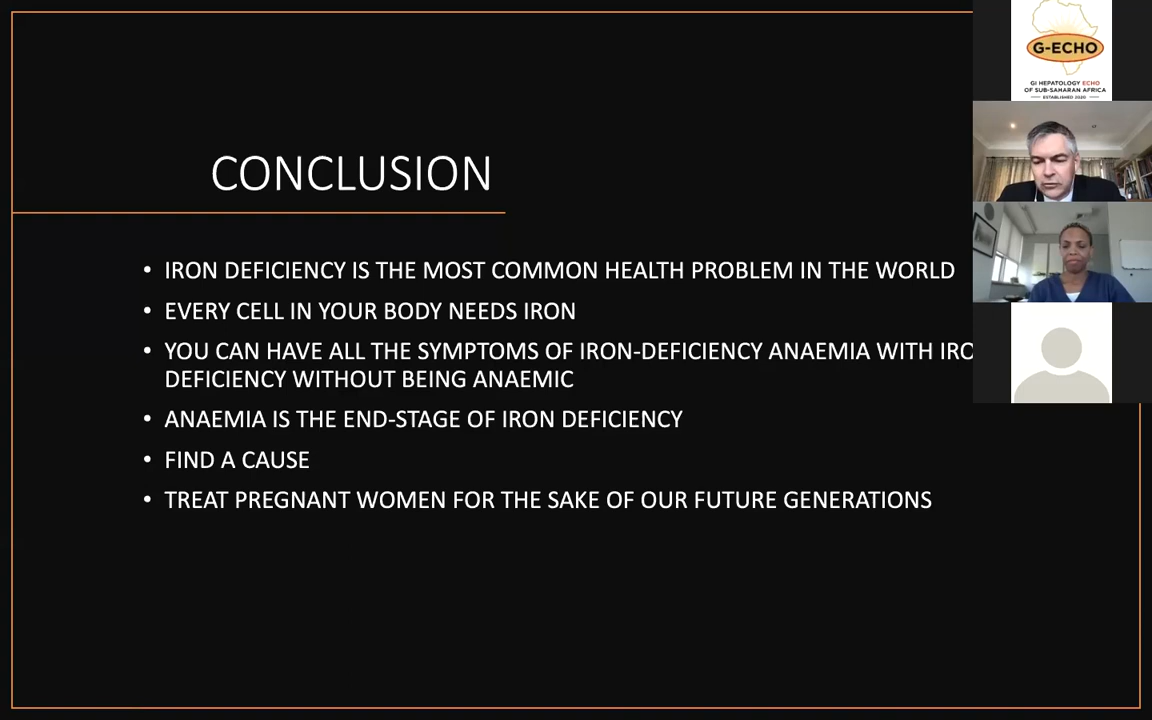 CONCLUSION
• IRON DEFICIENCY IS THE MOST COMMON HEALTH PROBLEM IN THE WORLD
• EVERY CELL IN YOUR BODY NEEDS IRON
• YOU CAN HAVE ALL THE SYMPTOMS OF IRON-DEFICIENCY ANAEMIA WITH
DEFICIENCY WITHOUT BEING ANAEMIC
• ANAEMIA IS THE END-STAGE OF IRON DEFICIENCY
• FIND A CAUSE
• TREAT PREGNANT WOMEN FOR THE SAKE OF OUR FUTURE GENERATIONS
G-ECHO
GI HEPATOLOGY ECHO
OF SUB-SAHARAN AFRICA
ESTABLISHED 2020